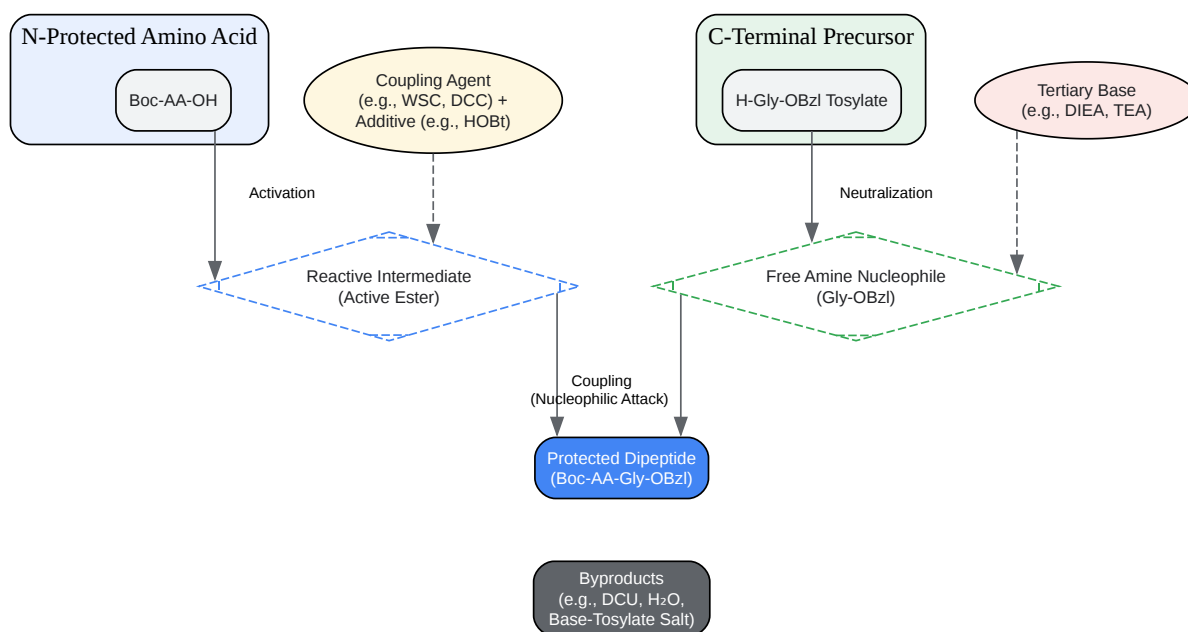 N-Protected Amino Acid
Boc-AA-OH
Coupling Agent
(e.g., WSC, DCC) +
Additive (e.g., HOBt)
C-Terminal Precursor
H-Gly-OBzl Tosylate
Tertiary Base
(e.g., DIEA, TEA)
Activation
Neutralization
Reactive Intermediate
(Active Ester)
Free Amine Nucleophile
(Gly-OBzl)
Coupling
(Nucleophilic Attack)
Protected Dipeptide
(Boc-AA-Gly-OBzl)
Byproducts
(e.g., DCU, H₂O,
Base-Tosylate Salt)